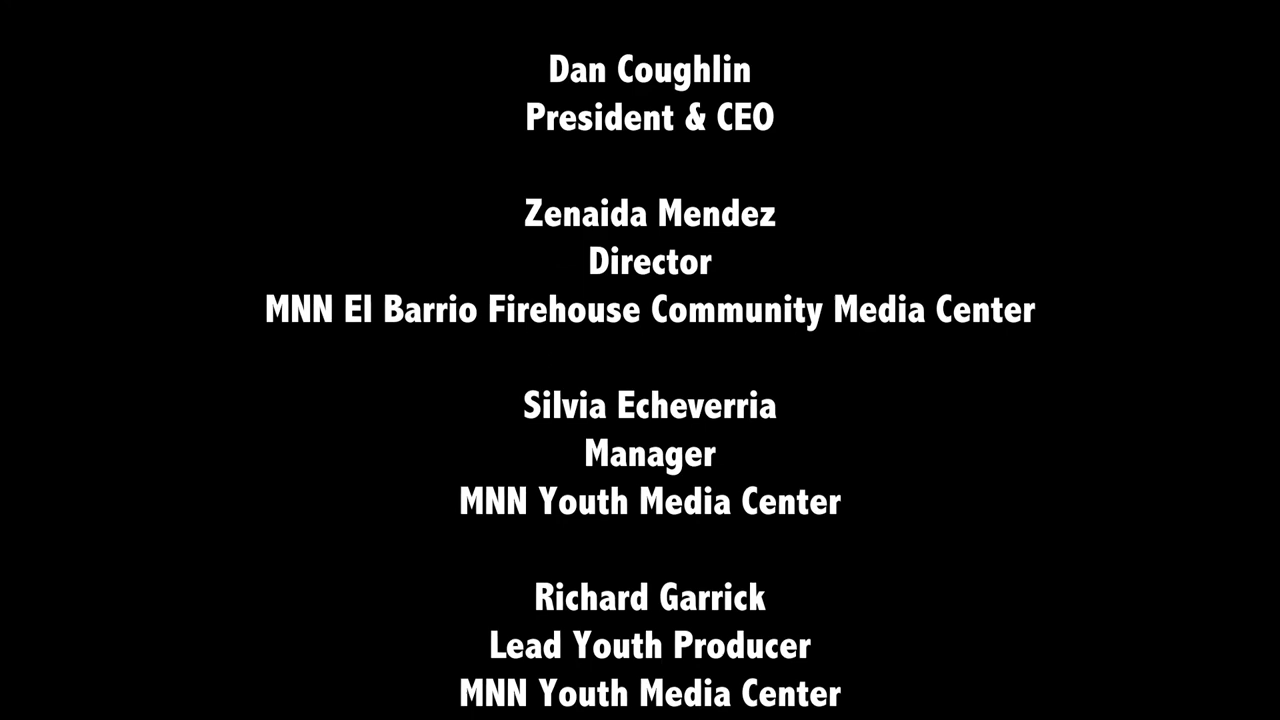 Dan Coughlin
President & CEO
Zenaida Mendez
Director
MNN El Barrio Firehouse Community Media Center
Silvia Echeverria
Manager
MNN Youth Media Center
Richard Garrick
Lead Youth Producer
MNN Youth Media Center